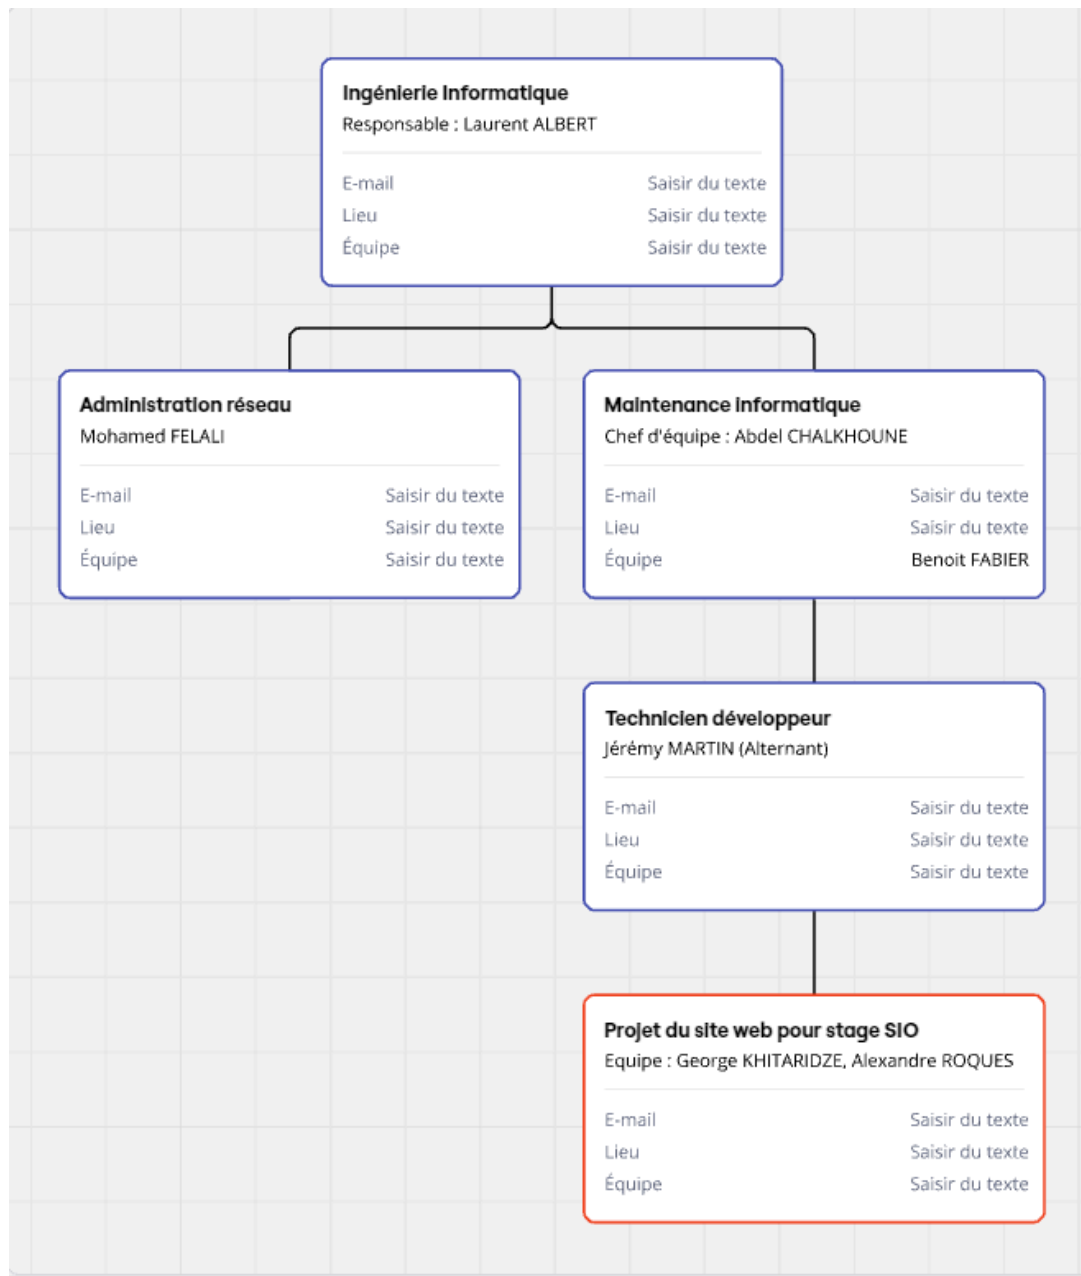 Ingénierie Informatique
Responsable : Laurent ALBERT
E-mail Saisir du texte
Lieu Saisir du texte
Équipe Saisir du texte
Administration réseau
Mohamed FELALI
E-mail Saisir du texte
Lieu Saisir du texte
Équipe Saisir du texte
Maintenance informatique
Chef d'équipe : Abdel CHALKHOUNE
E-mail Saisir du texte
Lieu Saisir du texte
Équipe Benoit FABIER
Technicien développeur
Jérémy MARTIN (Alternant)
E-mail Saisir du texte
Lieu Saisir du texte
Équipe Saisir du texte
Projet du site web pour stage SIO
Equipe : George KHITARIDZE, Alexandre ROQUES
E-mail Saisir du texte
Lieu Saisir du texte
Équipe Saisir du texte